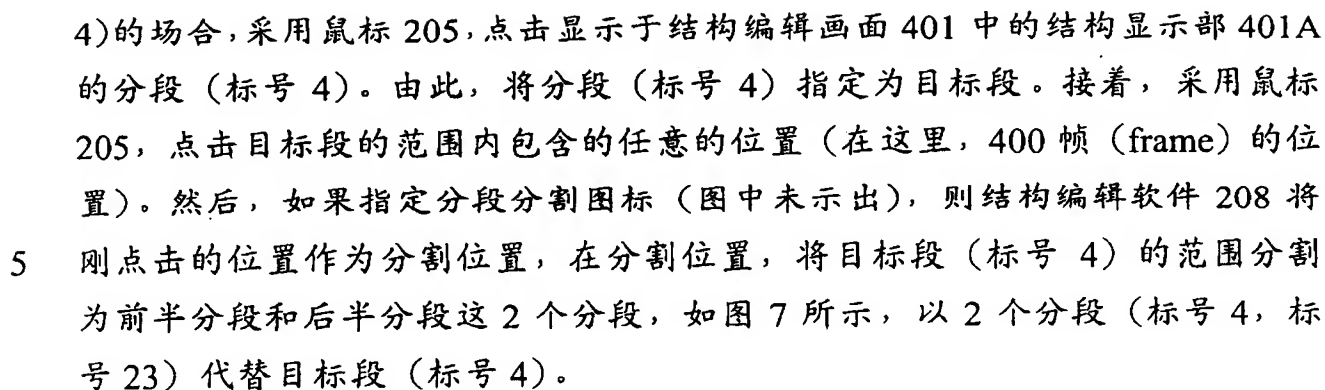 4)的场合，采用鼠标 205，点击显示于结构编辑画面 401 中的结构显示部 401A
的分段（标号 4）。由此，将分段（标号 4）指定为目标段。接着，采用鼠标
205，点击目标段的范围内包含的任意的位置（在这里，400 帧（frame）的位
置）。然后，如果指定分段分割图标（图中未示出），则结构编辑软件 208 将
5 刚点击的位置作为分割位置，在分割位置，将目标段（标号 4）的范围分割
为前半分段和后半分段这 2 个分段，如图 7 所示，以 2 个分段（标号 4，标
号 23）代替目标段（标号 4）。